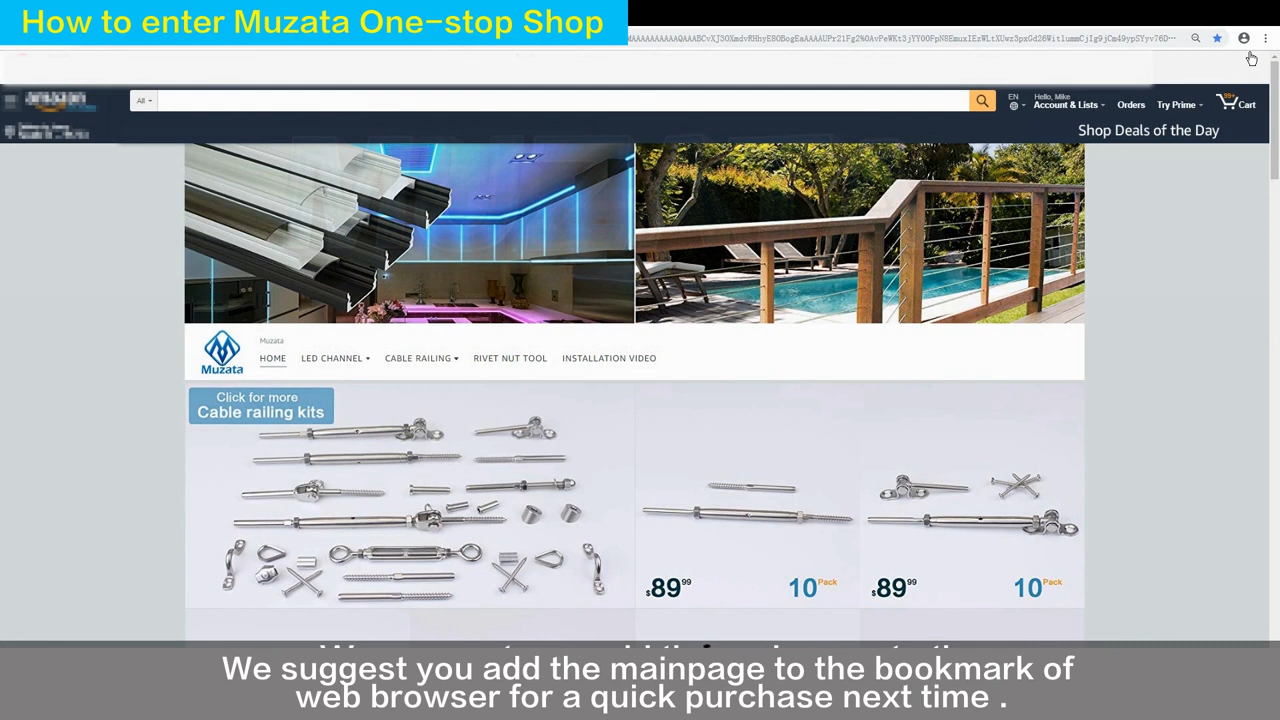 How to enter Muzata One-stop Shop
All
EN
Hello, Mike
Account & Lists
Orders
Try Prime
99+
Cart
Shop Deals of the Day
Muzata
Muzata
HOME
LED CHANNEL
CABLE RAILING
RIVET NUT TOOL
INSTALLATION VIDEO
Click for more
Cable railing kits
$89.99
10 Pack
$89.99
10 Pack
We suggest you add the mainpage to the bookmark of
web browser for a quick purchase next time .